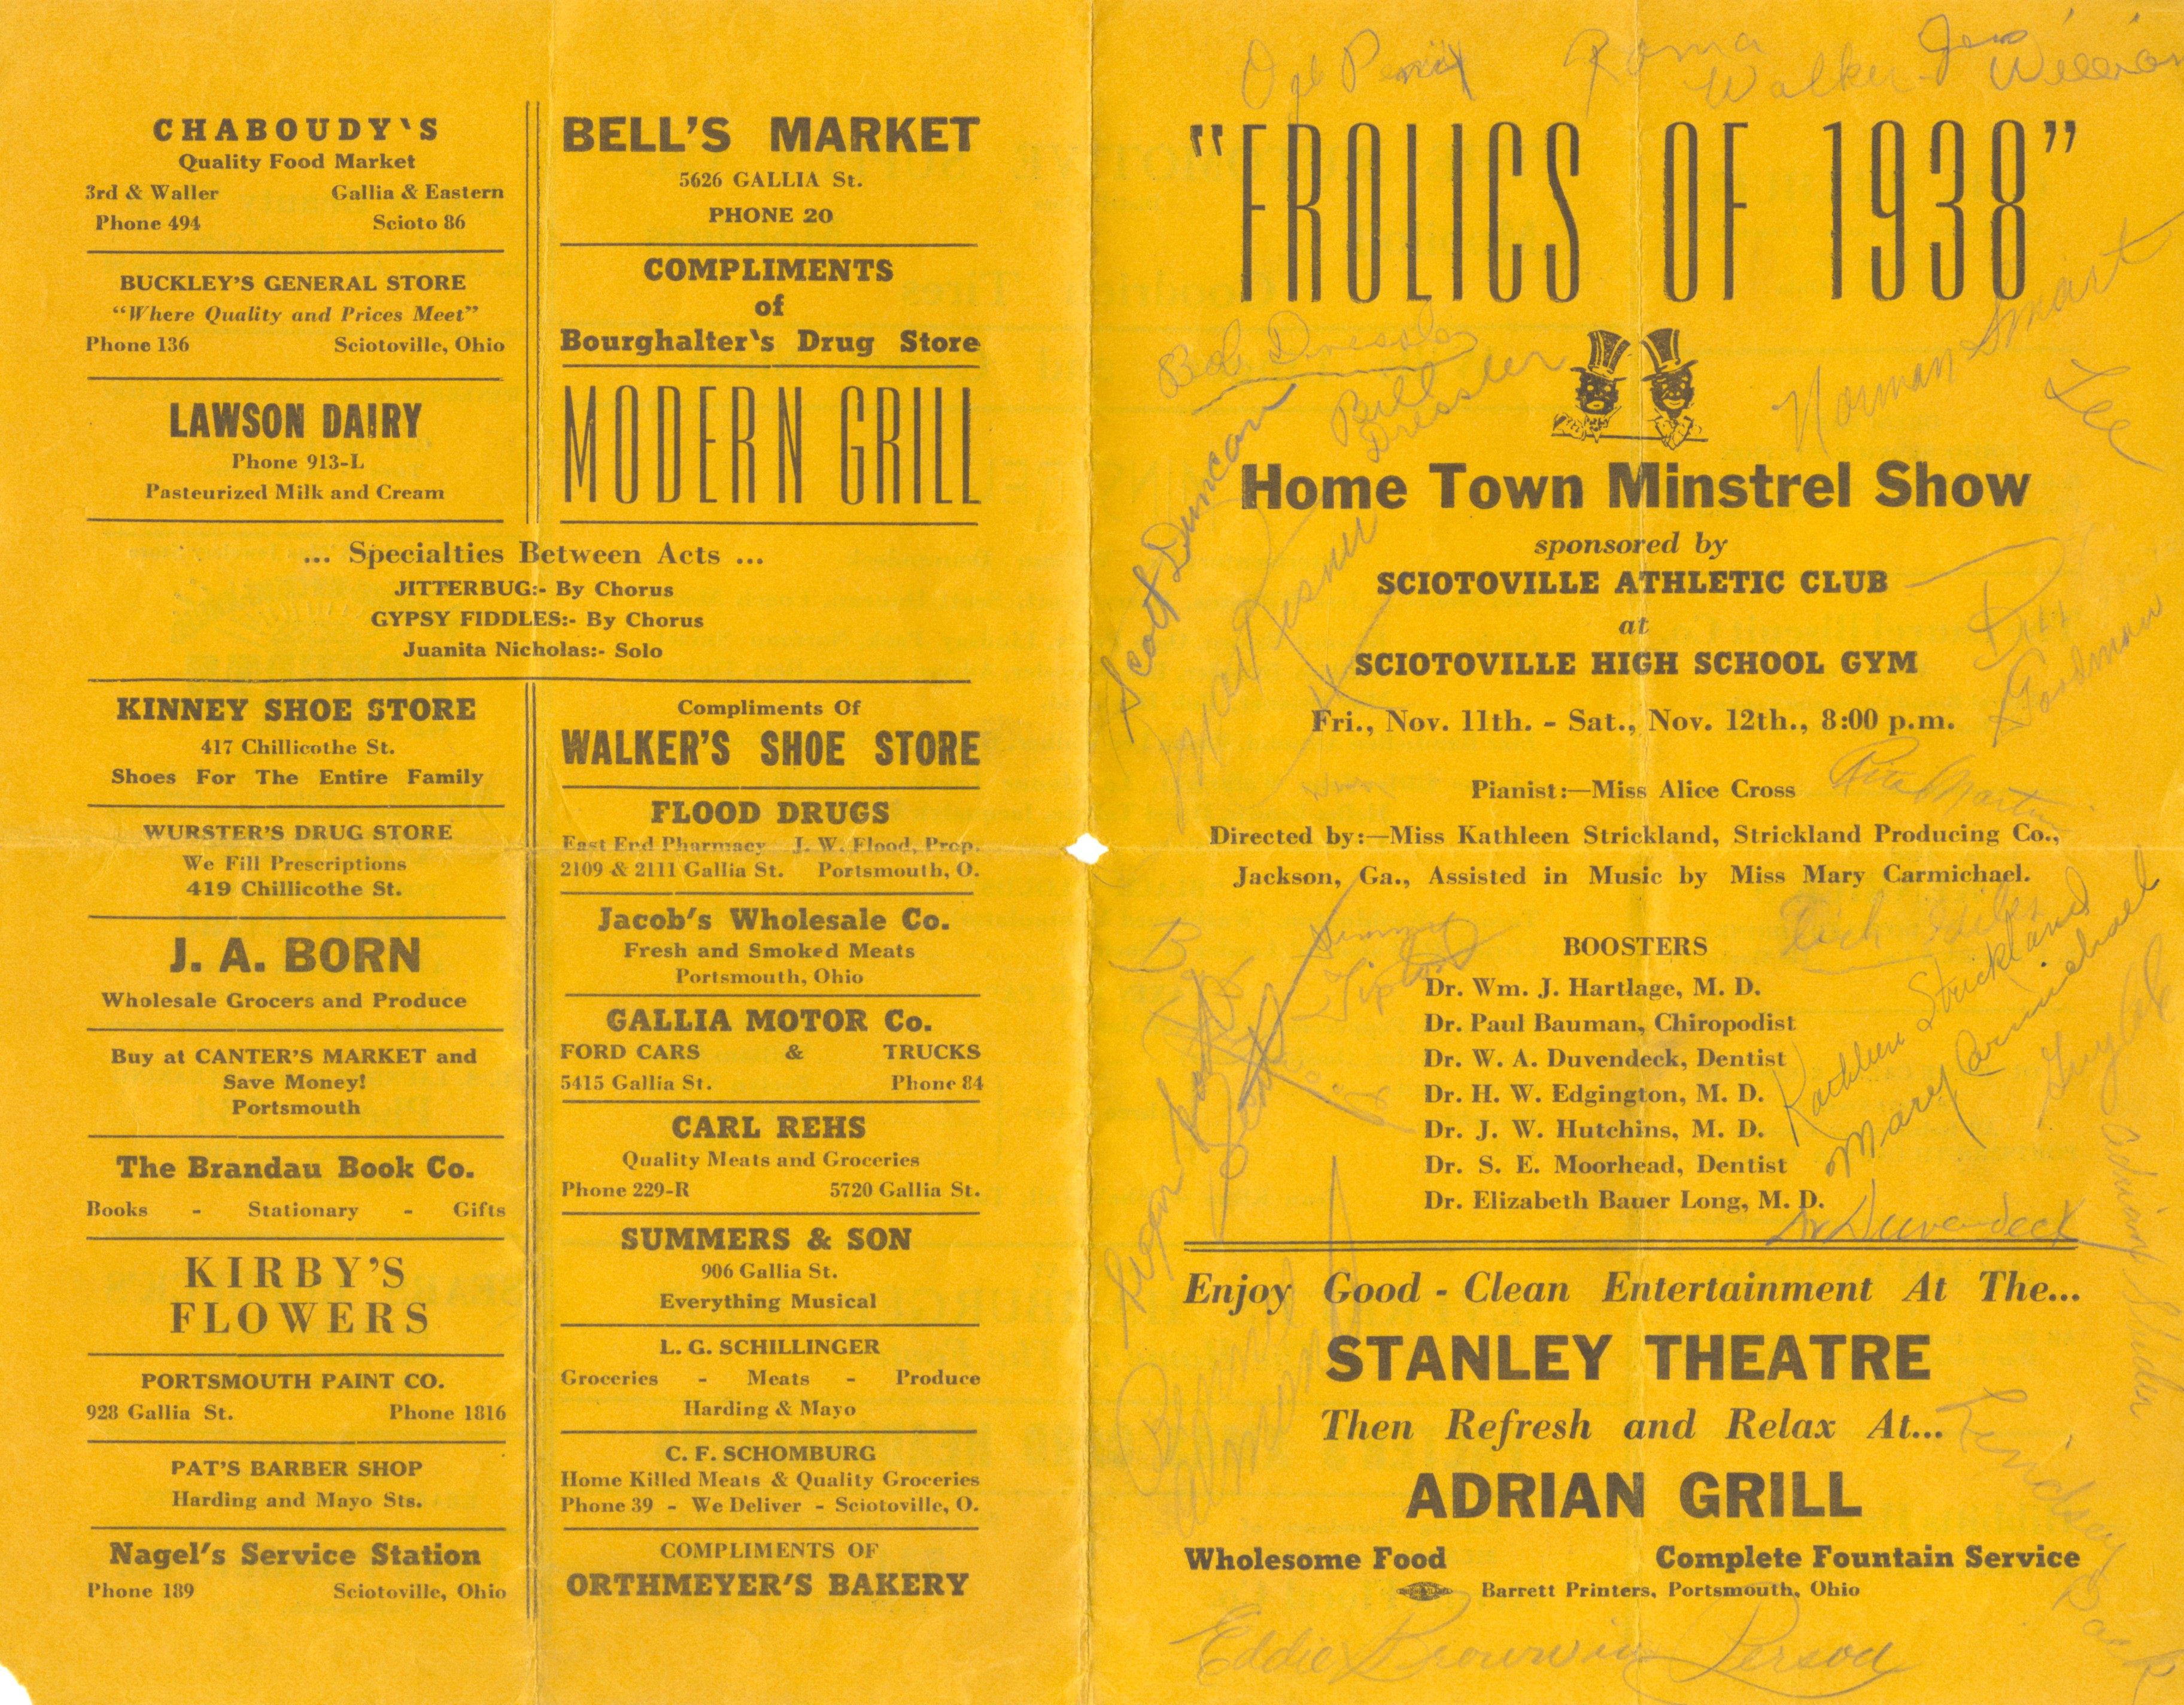 CHABOUDY'S
Quality Food Market
3rd & Waller Gallia & Eastern
Phone 494 Scioto 86
BUCKLEY'S GENERAL STORE
"Where Quality and Prices Meet"
Phone 136 Sciotoville, Ohio
LAWSON DAIRY
Phone 913-L
Pasteurized Milk and Cream
BELL'S MARKET
5626 GALLIA St.
PHONE 20
COMPLIMENTS
of
Bourghalter's Drug Store
MODERN GRILL
... Specialties Between Acts ...
JITTERBUG:- By Chorus
GYPSY FIDDLES:- By Chorus
Juanita Nicholas:- Solo
KINNEY SHOE STORE
417 Chillicothe St.
Shoes For The Entire Family
WURSTER'S DRUG STORE
We Fill Prescriptions
419 Chillicothe St.
J. A. BORN
Wholesale Grocers and Produce
Buy at CANTER'S MARKET and
Save Money!
Portsmouth
The Brandau Book Co.
Books - Stationary - Gifts
KIRBY'S
FLOWERS
PORTSMOUTH PAINT CO.
928 Gallia St. Phone 1816
PAT'S BARBER SHOP
Harding and Mayo Sts.
Nagel's Service Station
Phone 189 Sciotoville, Ohio
Compliments Of
WALKER'S SHOE STORE
FLOOD DRUGS
East End Pharmacy J. W. Flood, Prop.
2109 & 2111 Gallia St. Portsmouth, O.
Jacob's Wholesale Co.
Fresh and Smoked Meats
Portsmouth, Ohio
GALLIA MOTOR Co.
FORD CARS & TRUCKS
5415 Gallia St. Phone 84
CARL REHS
Quality Meats and Groceries
Phone 229-R 5720 Gallia St.
SUMMERS & SON
906 Gallia St.
Everything Musical
L. G. SCHILLINGER
Groceries - Meats - Produce
Harding & Mayo
C. F. SCHOMBURG
Home Killed Meats & Quality Groceries
Phone 39 - We Deliver - Sciotoville, O.
COMPLIMENTS OF
ORTHMEYER'S BAKERY
Roma
Walker
"FROLICS OF 1938"
Bill
Dressler
Norman Smart
Lee
Scott Duncan
Home Town Minstrel Show
sponsored by
SCIOTOVILLE ATHLETIC CLUB
at
SCIOTOVILLE HIGH SCHOOL GYM
Goodman
Fri., Nov. 11th. - Sat., Nov. 12th., 8:00 p.m.
Rita Martin
Pianist:—Miss Alice Cross
Directed by:—Miss Kathleen Strickland, Strickland Producing Co.,
Jackson, Ga., Assisted in Music by Miss Mary Carmichael.
Kathleen Strickland
Mary Carmichael
Tipton
BOOSTERS
Dr. Wm. J. Hartlage, M. D.
Dr. Paul Bauman, Chiropodist
Dr. W. A. Duvendeck, Dentist
Dr. H. W. Edgington, M. D.
Dr. J. W. Hutchins, M. D.
Dr. S. E. Moorhead, Dentist
Dr. Elizabeth Bauer Long, M. D.
Dr Duvendeck
Enjoy Good - Clean Entertainment At The...
STANLEY THEATRE
Then Refresh and Relax At...
ADRIAN GRILL
Wholesome Food Complete Fountain Service
Barrett Printers, Portsmouth, Ohio
Lindsey
Eddie